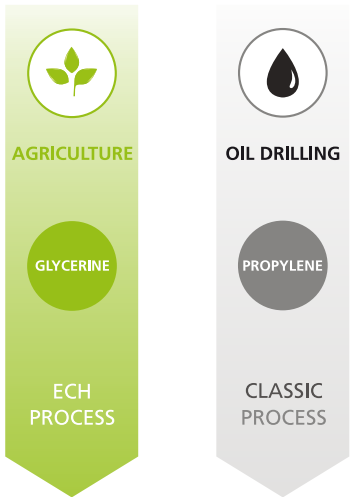 AGRICULTURE
GLYCERINE
ECH
PROCESS
OIL DRILLING
PROPYLENE
CLASSIC
PROCESS